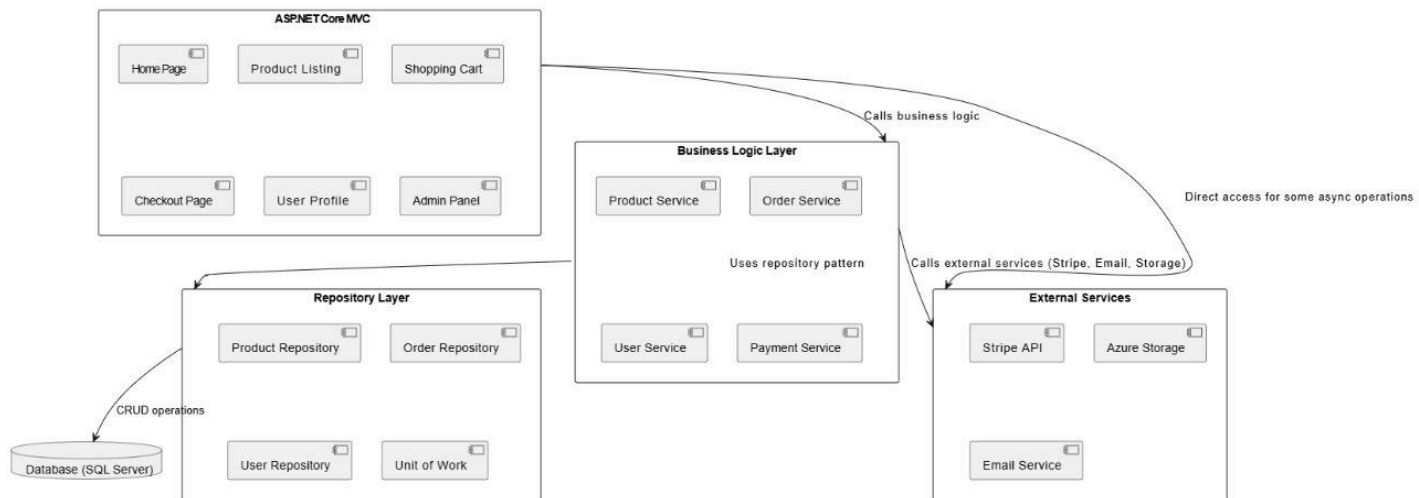 ASP.NET Core MVC
Home Page
Product Listing
Shopping Cart
Calls business logic
Business Logic Layer
Checkout Page
User Profile
Admin Panel
Product Service
Order Service
Direct access for some async operations
Uses repository pattern
Calls external services (Stripe, Email, Storage)
Repository Layer
External Services
Product Repository
Order Repository
User Service
Payment Service
Stripe API
Azure Storage
CRUD operations
Database (SQL Server)
User Repository
Unit of Work
Email Service